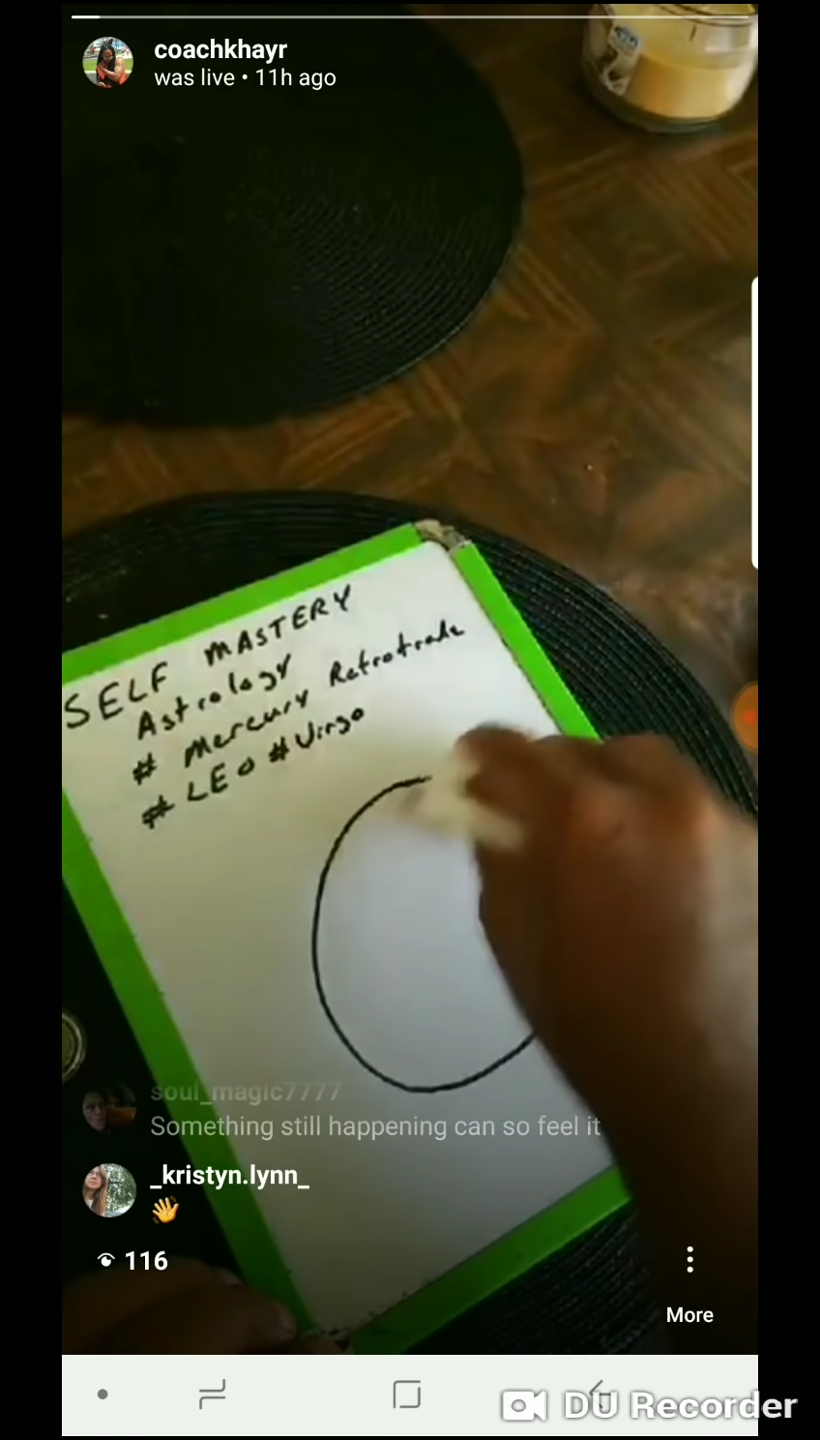 coachkhayr
was live • 11h ago
SELF MASTERY
Astrology
# Mercury Retrotrade
# LEO # Virgo
soul_magic7777
Something still happening can so feel it
_kristyn.lynn_
👋
116
More
DU Recorder